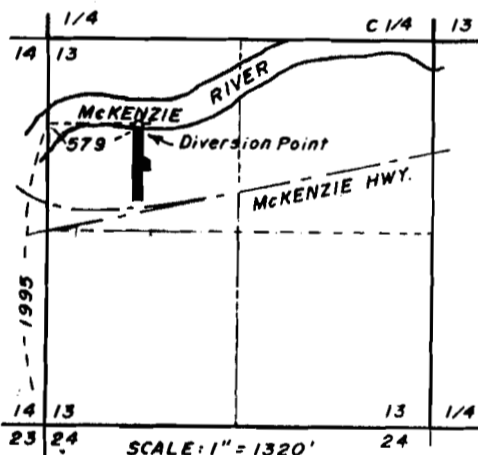 1/4 C 1/4 13
14 13
McKENZIE RIVER
579 Diversion Point
McKENZIE HWY.
1995
14 13 13 1/4
23 24 24
SCALE: 1" = 1320'